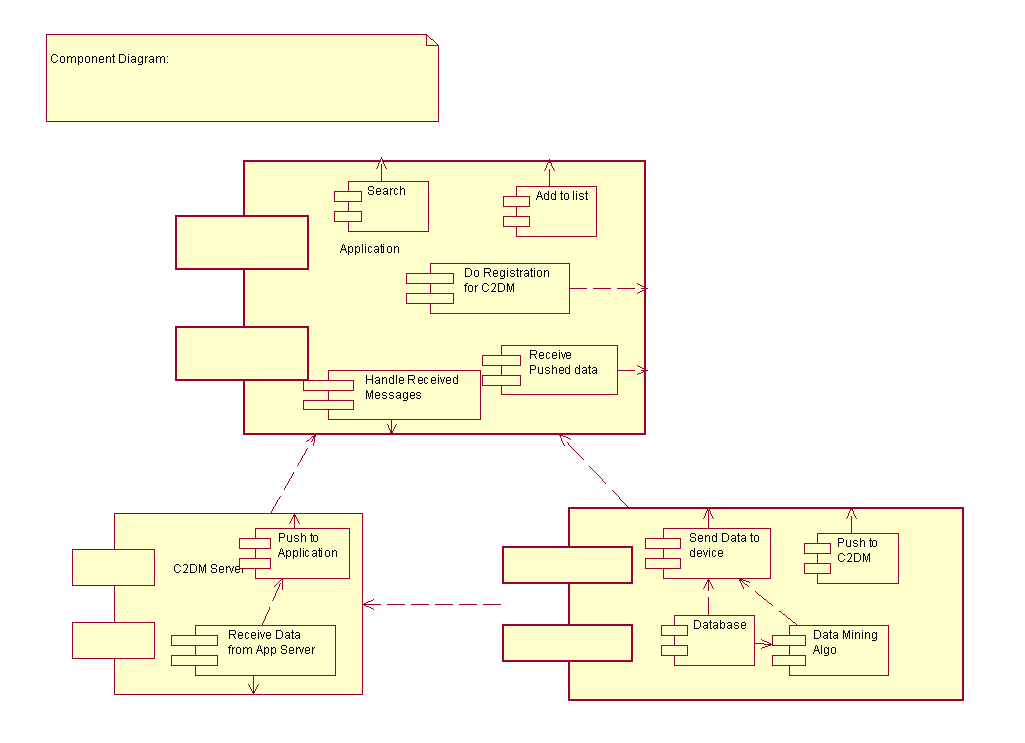 Component Diagram:
Search
Add to list
Application
Do Registration
for C2DM
Receive
Pushed data
Handle Received
Messages
Push to
Application
C2DM Server
Receive Data
from App Server
Send Data to
device
Push to
C2DM
Database
Data Mining
Algo